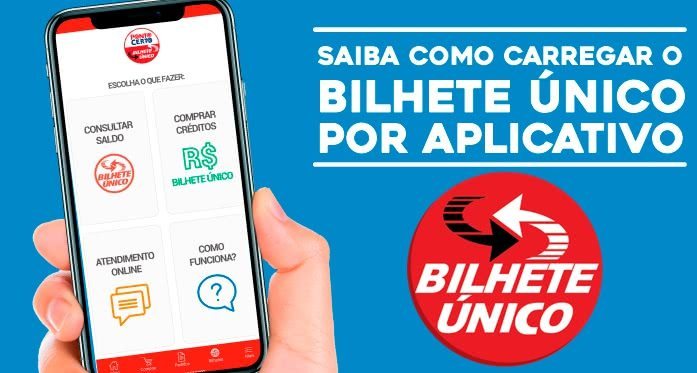 PONTO
CERTO
BILHETE
ÚNICO
ESCOLHA O QUE FAZER:
CONSULTAR
SALDO
BILHETE ÚNICO
COMPRAR
CRÉDITOS
R$
BILHETE ÚNICO
ATENDIMENTO
ONLINE
COMO
FUNCIONA?
?
SAIBA COMO CARREGAR O
BILHETE ÚNICO
POR APLICATIVO
BILHETE
ÚNICO